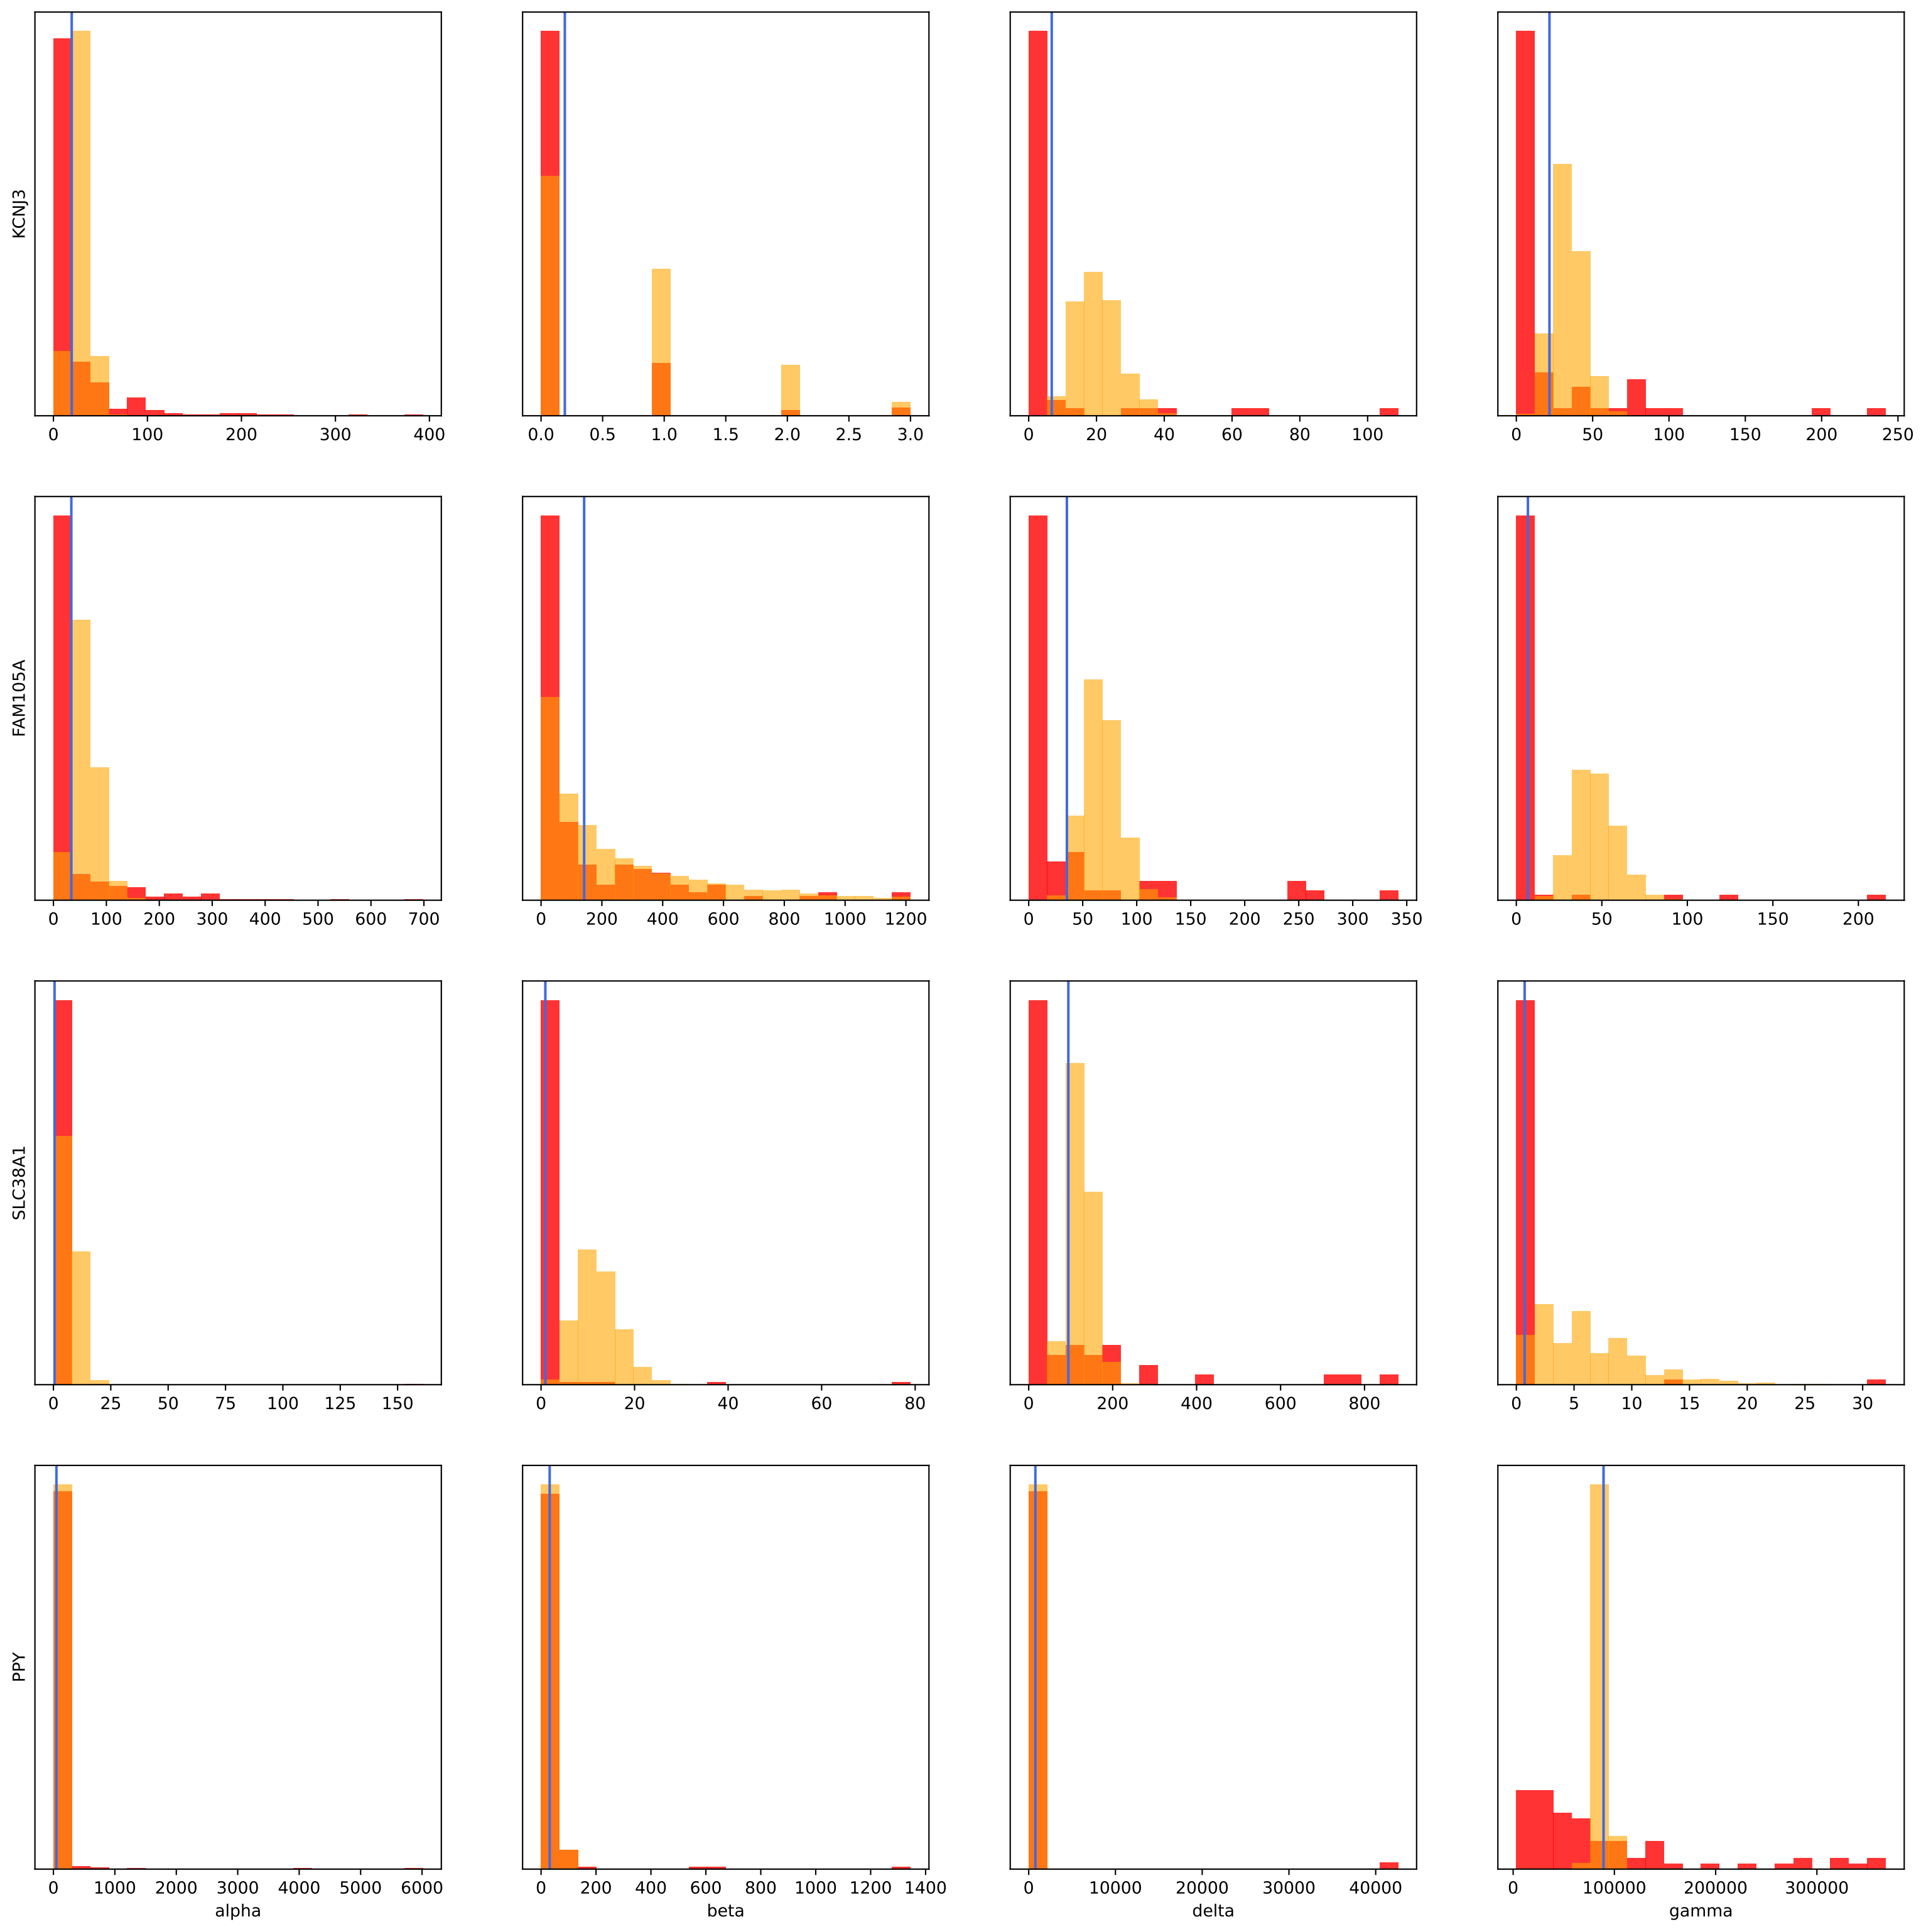 KCNJ3
0 100 200 300 400
0.0 0.5 1.0 1.5 2.0 2.5 3.0
0 20 40 60 80 100
0 50 100 150 200 250
FAM105A
0 100 200 300 400 500 600 700
0 200 400 600 800 1000 1200
0 50 100 150 200 250 300 350
0 50 100 150 200
SLC38A1
0 25 50 75 100 125 150
0 20 40 60 80
0 200 400 600 800
0 5 10 15 20 25 30
PPY
0 1000 2000 3000 4000 5000 6000
0 200 400 600 800 1000 1200 1400
0 10000 20000 30000 40000
0 100000 200000 300000
alpha
beta
delta
gamma